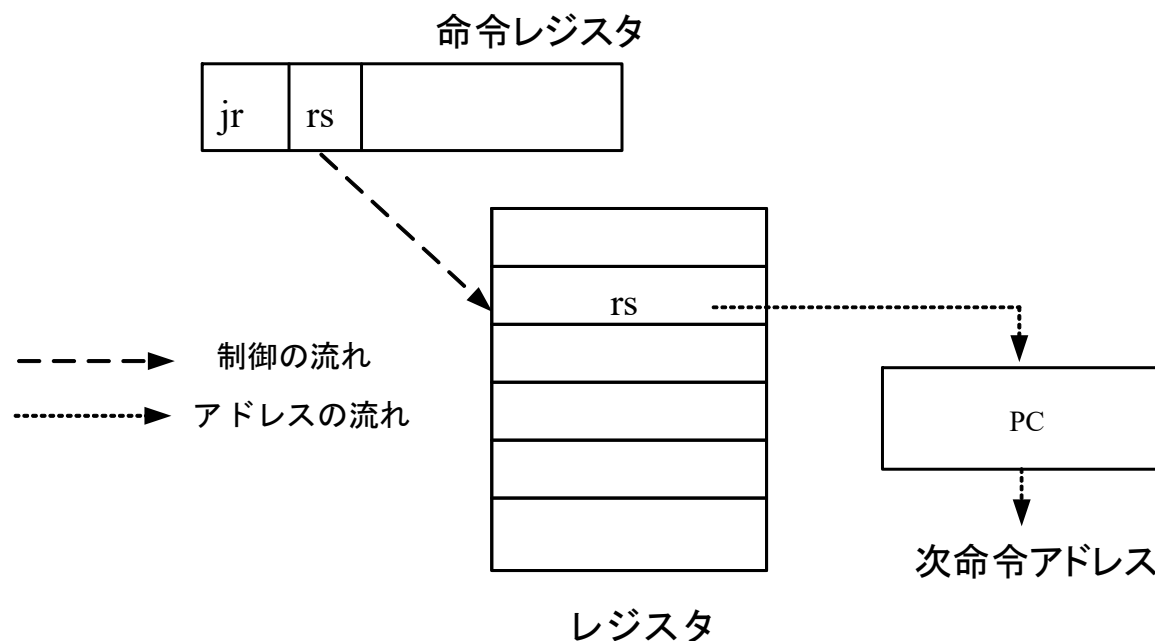 命令レジスタ
jr
rs
rs
制御の流れ
アドレスの流れ
PC
次命令アドレス
レジスタ